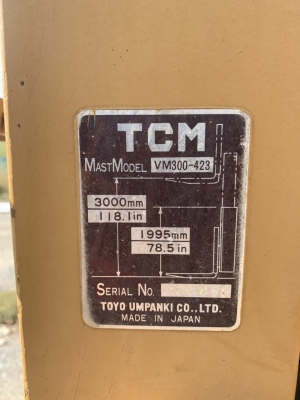 TCM
MAST MODEL VM300-423
3000mm
118.1in
1995mm
78.5in
SERIAL NO.
TOYO UMPANKI CO.,LTD.
MADE IN JAPAN